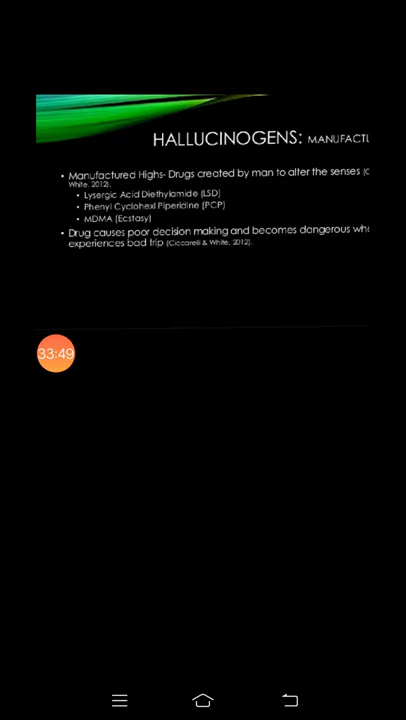 HALLUCINOGENS: MANUFACTU
• Manufactured Highs- Drugs created by man to alter the senses (C
White, 2012).
• Lysergic Acid Diethylamide (LSD)
• Phenyl Cyclohexl Piperidine (PCP)
• MDMA (Ecstasy)
• Drug causes poor decision making and becomes dangerous whe
experiences bad trip (Ciccarelli & White, 2012).
33:49